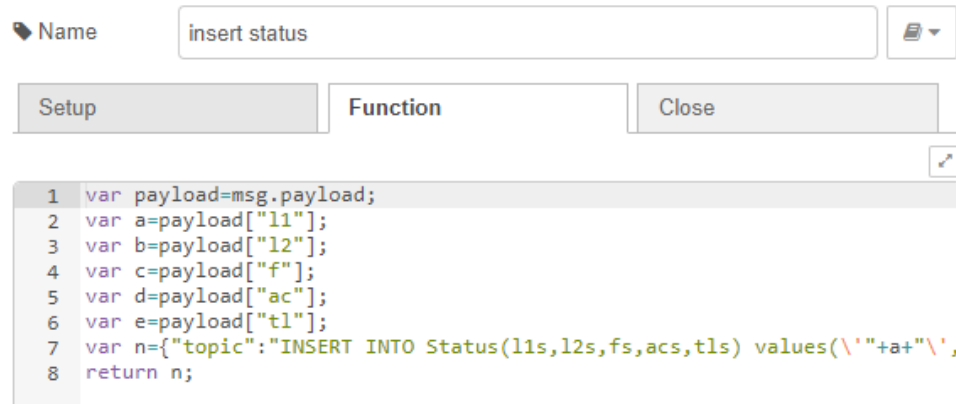 Name
insert status
Setup Function Close
1 var payload=msg.payload;
2 var a=payload["l1"];
3 var b=payload["l2"];
4 var c=payload["f"];
5 var d=payload["ac"];
6 var e=payload["tl"];
7 var n={"topic":"INSERT INTO Status(l1s,l2s,fs,acs,tls) values(\'"+a+"\',
8 return n;